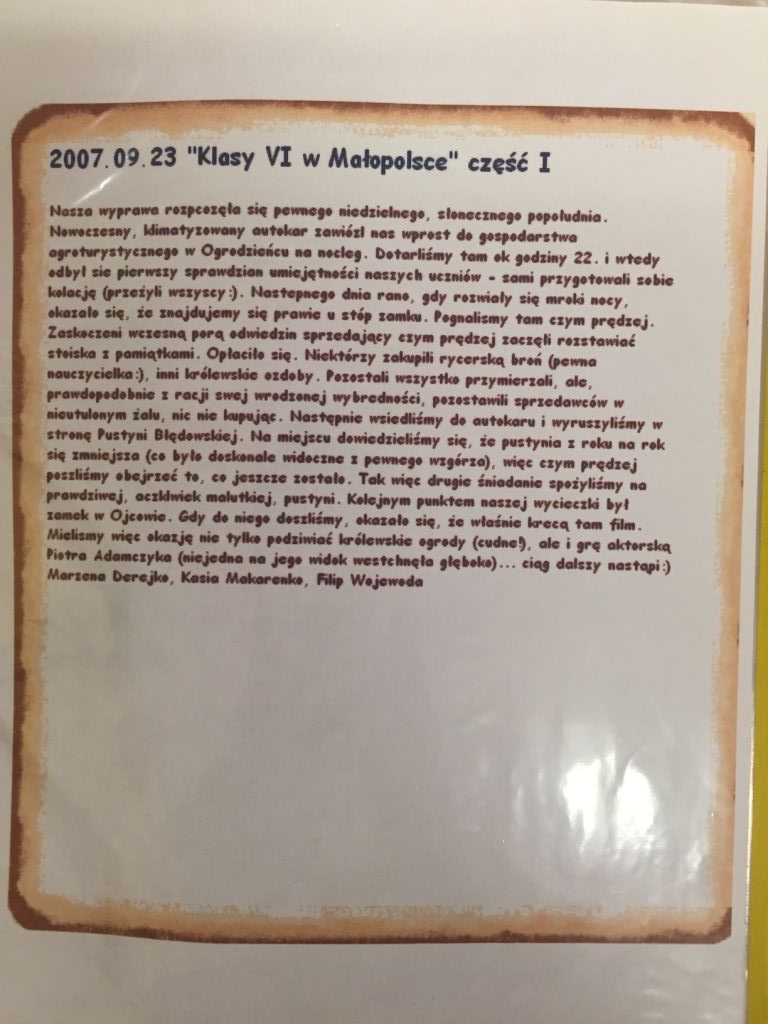 2007.09.23 "Klasy VI w Małopolsce" część I
Nasza wyprawa rozpcozęła się pewnego niedzielnego, słonecznego popołudnia.
Nowoczesny, klimatyzowany autokar zawiózł nas wprost do gospodarstwa
agroturystycznego w Ogrodzieńcu na nocleg. Dotarliśmy tam ok godziny 22. i wtedy
odbył sie pierwszy sprawdzian umiejętności naszych uczniów - sami przygotowali sobie
kolację (przeżyli wszyscy:). Nastepnego dnia rano, gdy rozwiały się mroki nocy,
okazało się, że znajdujemy się prawie u stóp zamku. Pognalismy tam czym prędzej.
Zaskoczeni wczesną porą odwiedzin sprzedający czym prędzej zaczęli rozstawiać
stoiska z pamiątkami. Opłaciło się. Niektórzy zakupili rycerską broń (pewna
nauczycielka:), inni królewskie ozdoby. Pozostali wszystko przymierzali, ale,
prawdopodobnie z racji swej wrodzonej wybredności, pozostawili sprzedawców w
nieutulonym żalu, nic nie kupując. Następnie wsiedliśmy do autokaru i wyruszyliśmy w
stronę Pustyni Błędowskiej. Na miejscu dowiedzieliśmy się, że pustynia z roku na rok
się zmniejsza (co było doskonale widoczne z pewnego wzgórza), więc czym prędzej
poszliśmy obejrzeć to, co jeszcze zostało. Tak więc drugie śniadanie spożyliśmy na
prawdziwej, aczkolwiek malutkiej, pustyni. Kolejnym punktem naszej wycieczki był
zamek w Ojcowie. Gdy do niego doszliśmy, okazało się, że właśnie krecą tam film.
Mielismy więc okazję nie tylko podziwiać królewskie ogrody (cudne!), ale i grę aktorską
Piotra Adamczyka (niejedna na jego widok westchnęła głęboko)... ciąg dalszy nastąpi:)
Marzena Derejko, Kasia Makarenko, Filip Wojewoda